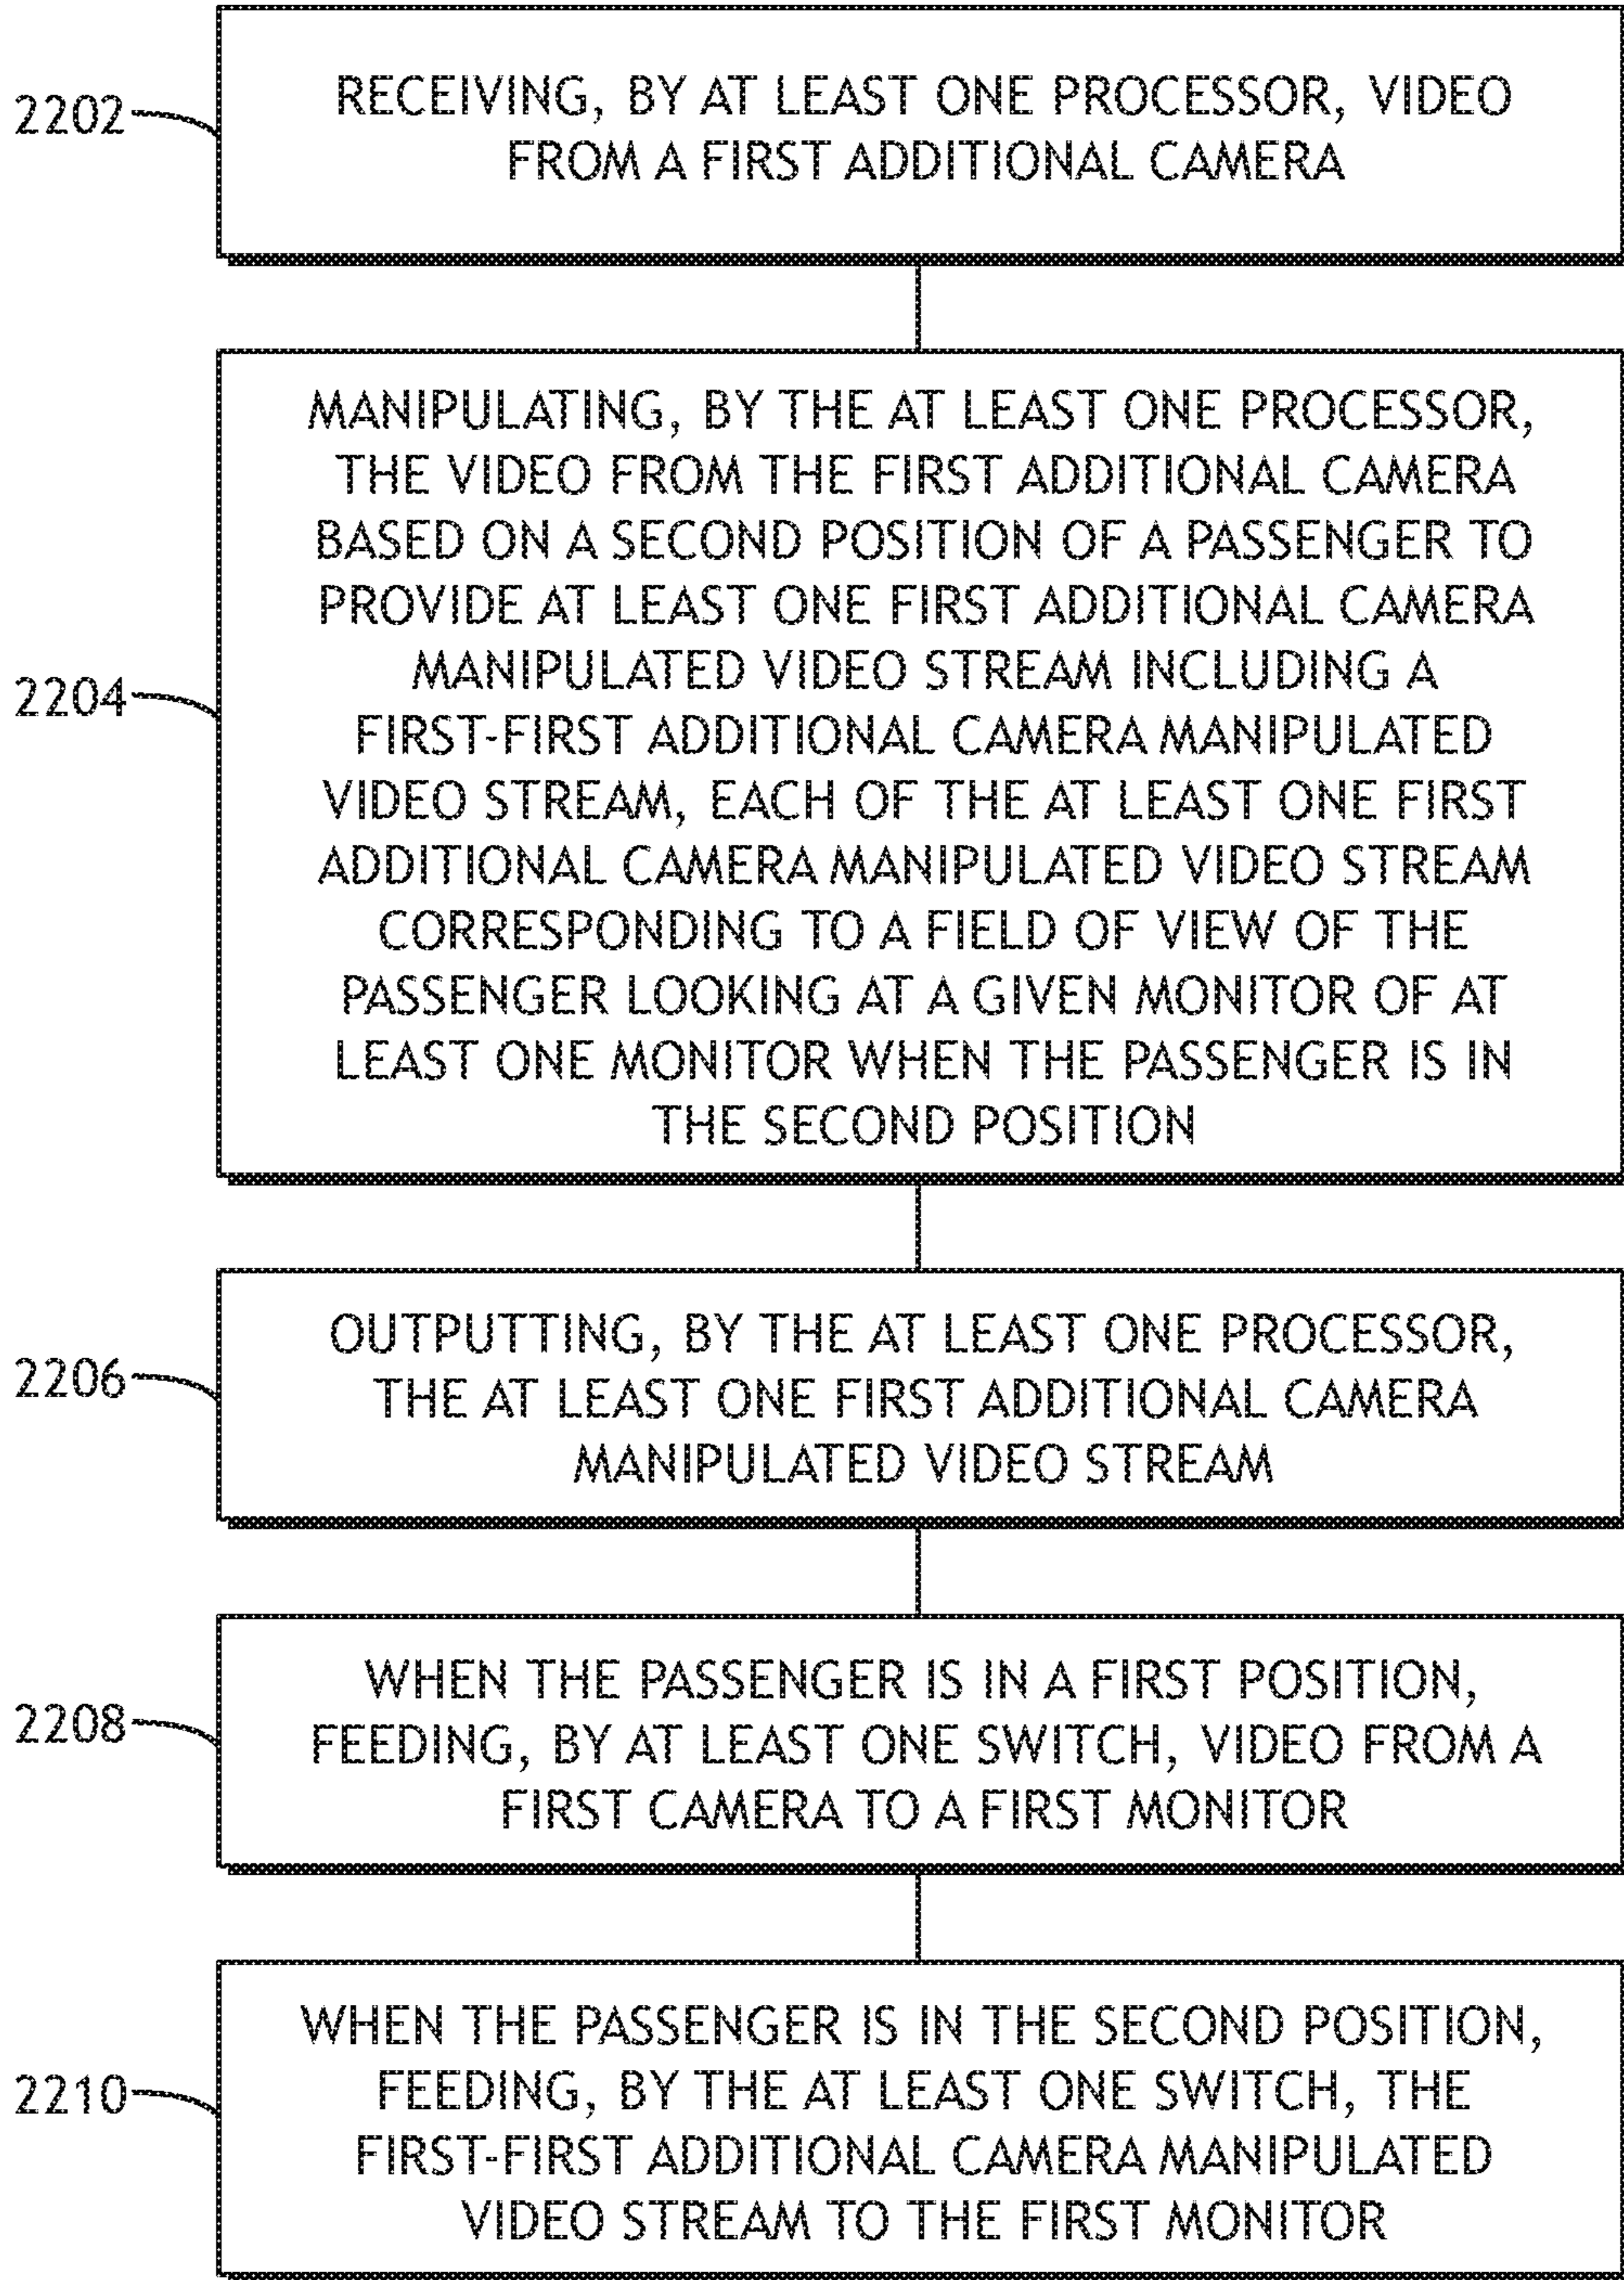 2202
RECEIVING, BY AT LEAST ONE PROCESSOR, VIDEO
FROM A FIRST ADDITIONAL CAMERA
2204
MANIPULATING, BY THE AT LEAST ONE PROCESSOR,
THE VIDEO FROM THE FIRST ADDITIONAL CAMERA
BASED ON A SECOND POSITION OF A PASSENGER TO
PROVIDE AT LEAST ONE FIRST ADDITIONAL CAMERA
MANIPULATED VIDEO STREAM INCLUDING A
FIRST-FIRST ADDITIONAL CAMERA MANIPULATED
VIDEO STREAM, EACH OF THE AT LEAST ONE FIRST
ADDITIONAL CAMERA MANIPULATED VIDEO STREAM
CORRESPONDING TO A FIELD OF VIEW OF THE
PASSENGER LOOKING AT A GIVEN MONITOR OF AT
LEAST ONE MONITOR WHEN THE PASSENGER IS IN
THE SECOND POSITION
2206
OUTPUTTING, BY THE AT LEAST ONE PROCESSOR,
THE AT LEAST ONE FIRST ADDITIONAL CAMERA
MANIPULATED VIDEO STREAM
2208
WHEN THE PASSENGER IS IN A FIRST POSITION,
FEEDING, BY AT LEAST ONE SWITCH, VIDEO FROM A
FIRST CAMERA TO A FIRST MONITOR
2210
WHEN THE PASSENGER IS IN THE SECOND POSITION,
FEEDING, BY THE AT LEAST ONE SWITCH, THE
FIRST-FIRST ADDITIONAL CAMERA MANIPULATED
VIDEO STREAM TO THE FIRST MONITOR